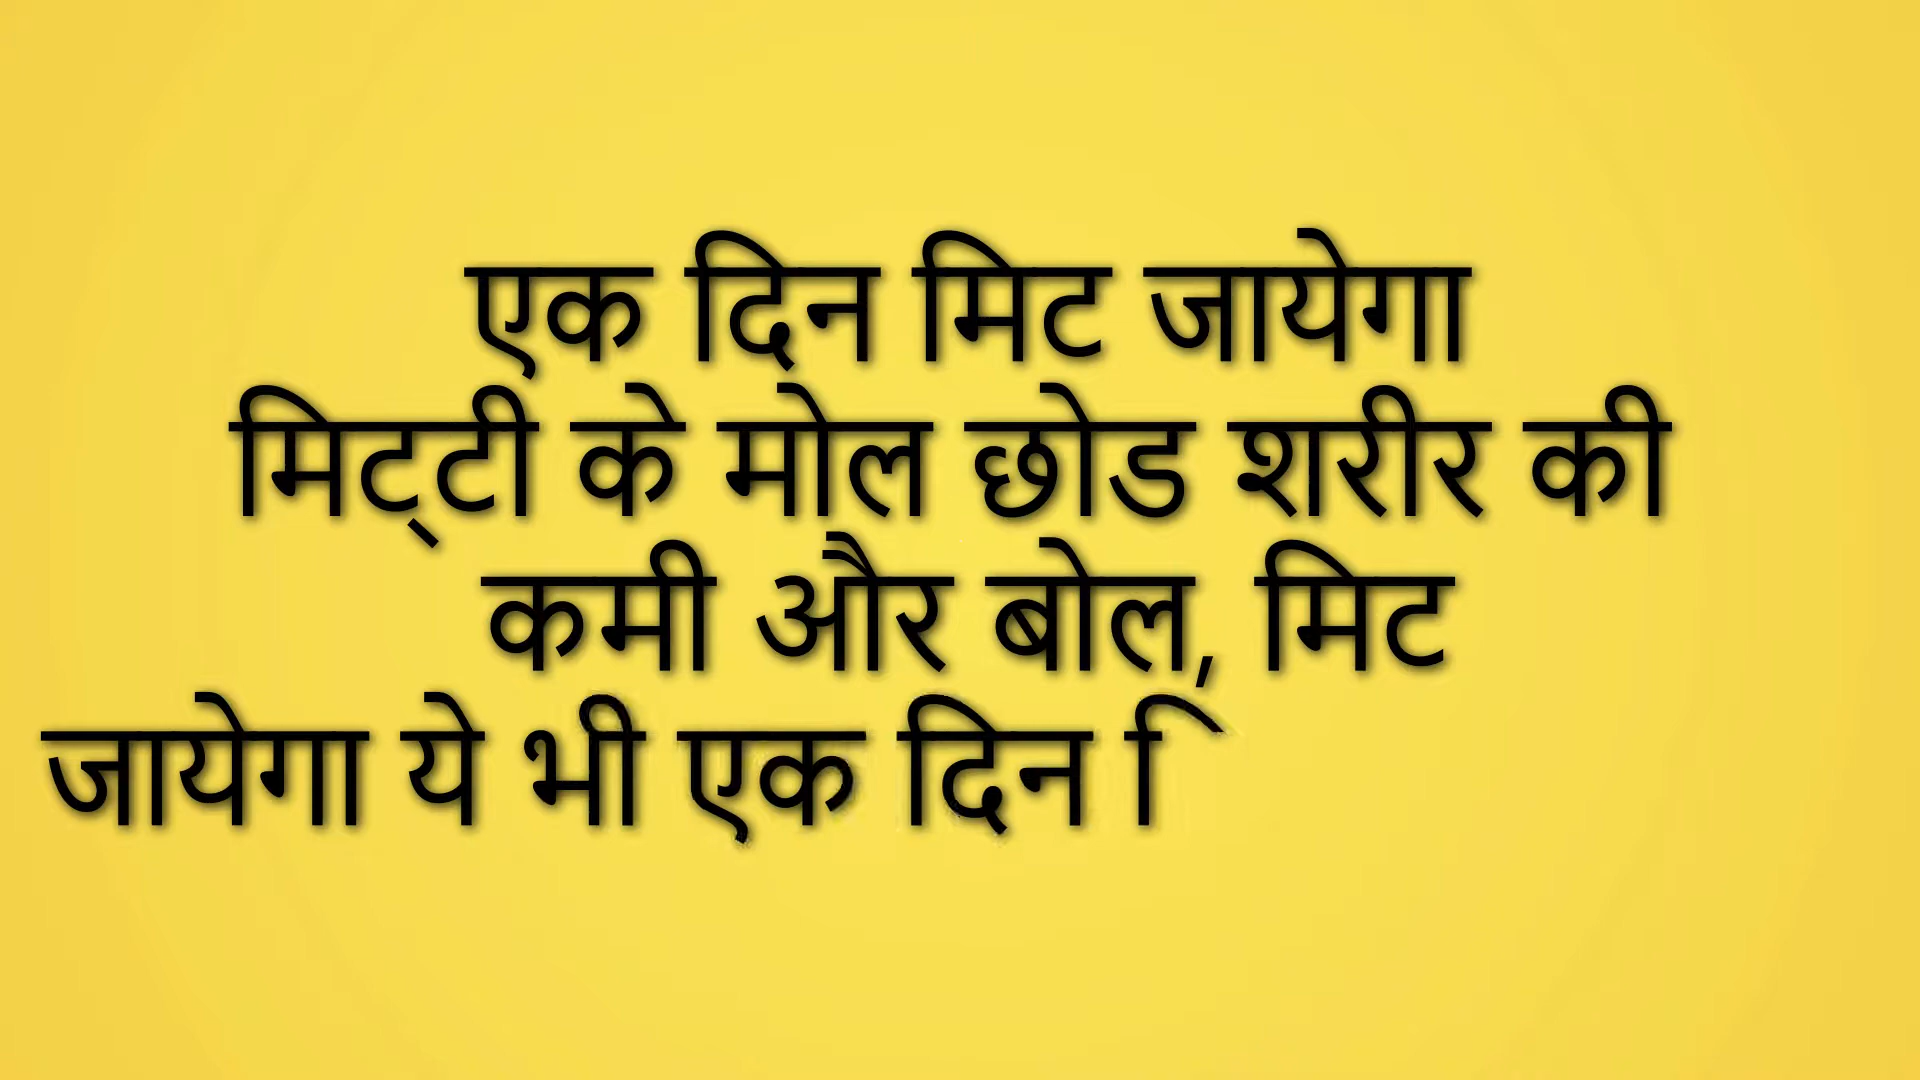 एक दिन मिट जायेगा
मिट्टी के मोल छोड शरीर की
कमी और बोल, मिट
जायेगा ये भी एक दिन